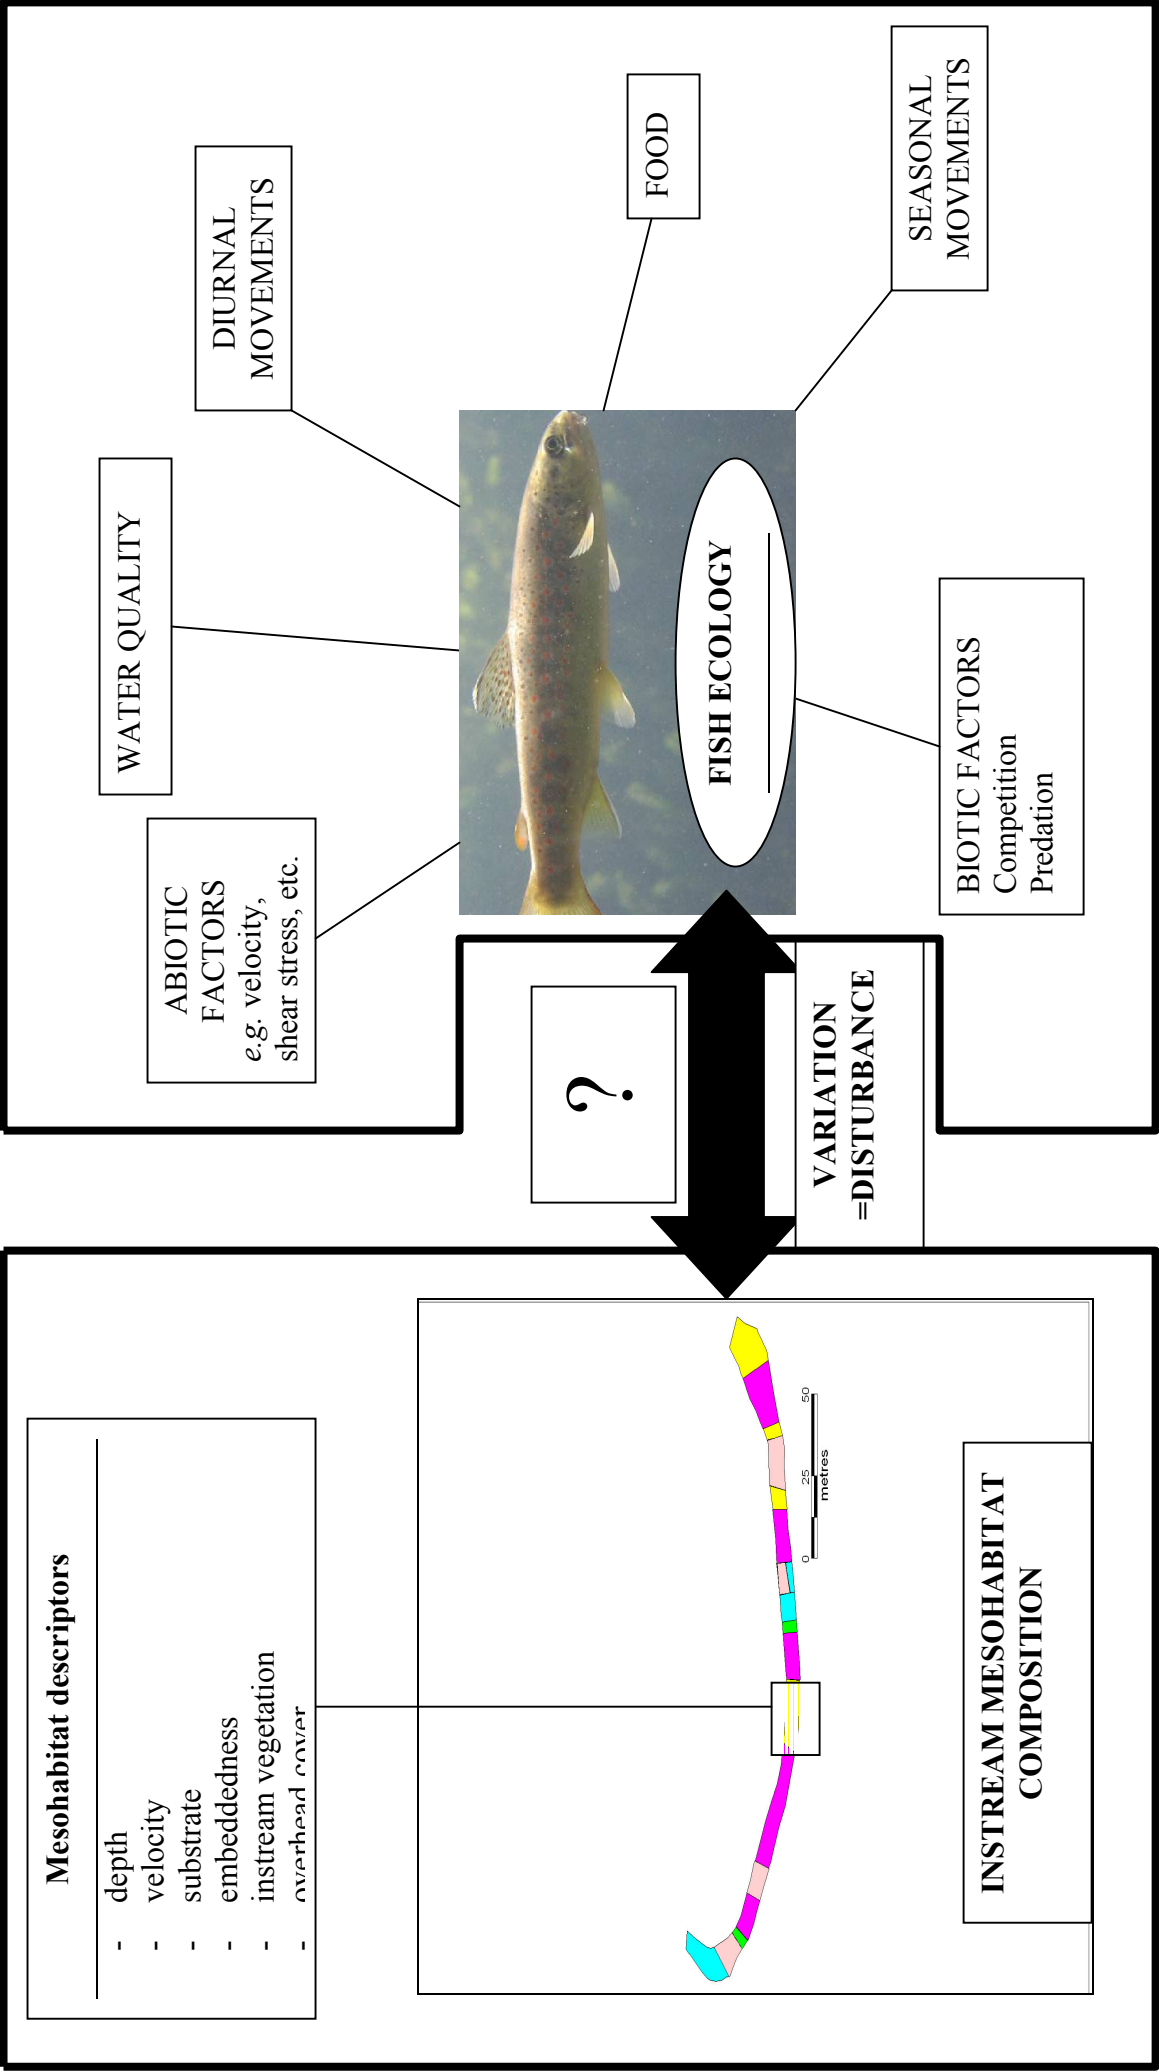 Mesohabitat descriptors
- depth
- velocity
- substrate
- embeddedness
- instream vegetation
- overhead cover
0 25 50
metres
INSTREAM MESOHABITAT
COMPOSITION
?
VARIATION
=DISTURBANCE
ABIOTIC
FACTORS
e.g. velocity,
shear stress, etc.
WATER QUALITY
DIURNAL
MOVEMENTS
FOOD
SEASONAL
MOVEMENTS
FISH ECOLOGY
BIOTIC FACTORS
Competition
Predation